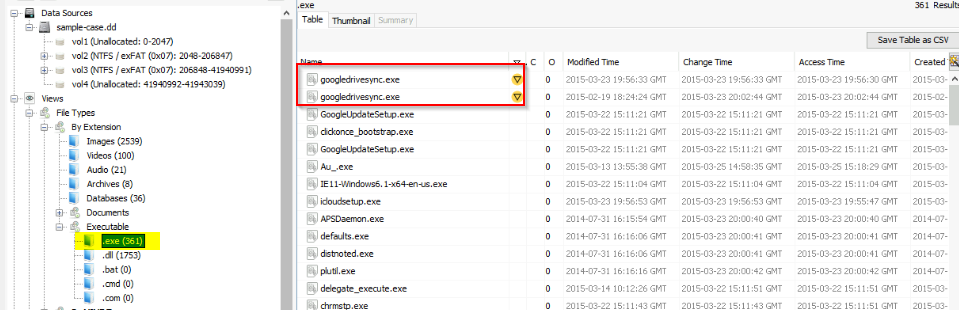 Data Sources
sample-case.dd
vol1 (Unallocated: 0-2047)
vol2 (NTFS / exFAT (0x07): 2048-206847)
vol3 (NTFS / exFAT (0x07): 206848-41940991)
vol4 (Unallocated: 41940992-41943039)
Views
File Types
By Extension
Images (2539)
Videos (100)
Audio (21)
Archives (8)
Databases (36)
Documents
Executable
.exe (361)
.dll (1753)
.bat (0)
.cmd (0)
.com (0)
.exe 361 Results
Table Thumbnail Summary
Save Table as CSV
Name C O Modified Time Change Time Access Time Created
googledrivesync.exe 0 2015-03-23 19:56:33 GMT 2015-03-23 19:56:33 GMT 2015-03-23 19:56:30 GMT 2015-03-
googledrivesync.exe 0 2015-02-19 18:24:24 GMT 2015-03-23 20:02:44 GMT 2015-03-23 20:02:44 GMT 2015-02-
GoogleUpdateSetup.exe 0 2015-03-22 15:11:21 GMT 2015-03-22 15:11:21 GMT 2015-03-22 15:11:21 GMT 2015-03-
clickonce_bootstrap.exe 0 2015-03-22 15:11:21 GMT 2015-03-22 15:11:21 GMT 2015-03-22 15:11:21 GMT 2015-03-
GoogleUpdateSetup.exe 0 2015-03-22 15:11:21 GMT 2015-03-22 15:11:21 GMT 2015-03-22 15:11:21 GMT 2015-03-
Au_.exe 0 2015-03-13 13:55:38 GMT 2015-03-25 14:58:35 GMT 2015-03-25 15:18:29 GMT 2015-03-
IE11-Windows6.1-x64-en-us.exe 0 2015-03-22 15:11:04 GMT 2015-03-22 15:11:04 GMT 2015-03-22 15:11:04 GMT 2015-03-
icloudsetup.exe 0 2015-03-23 19:56:53 GMT 2015-03-23 19:56:53 GMT 2015-03-23 19:55:47 GMT 2015-03-
APSDaemon.exe 0 2014-07-31 16:15:54 GMT 2015-03-23 20:00:40 GMT 2015-03-23 20:00:40 GMT 2014-07-
defaults.exe 0 2014-07-31 16:16:06 GMT 2015-03-23 20:00:41 GMT 2015-03-23 20:00:41 GMT 2014-07-
distnoted.exe 0 2014-07-31 16:16:06 GMT 2015-03-23 20:00:41 GMT 2015-03-23 20:00:41 GMT 2014-07-
plutil.exe 0 2014-07-31 16:16:06 GMT 2015-03-23 20:00:42 GMT 2015-03-23 20:00:42 GMT 2014-07-
delegate_execute.exe 0 2015-03-14 10:12:26 GMT 2015-03-22 15:11:51 GMT 2015-03-22 15:11:51 GMT 2015-03-
chrmstp.exe 0 2015-03-22 15:11:43 GMT 2015-03-22 15:11:43 GMT 2015-03-22 15:11:51 GMT 2015-03-